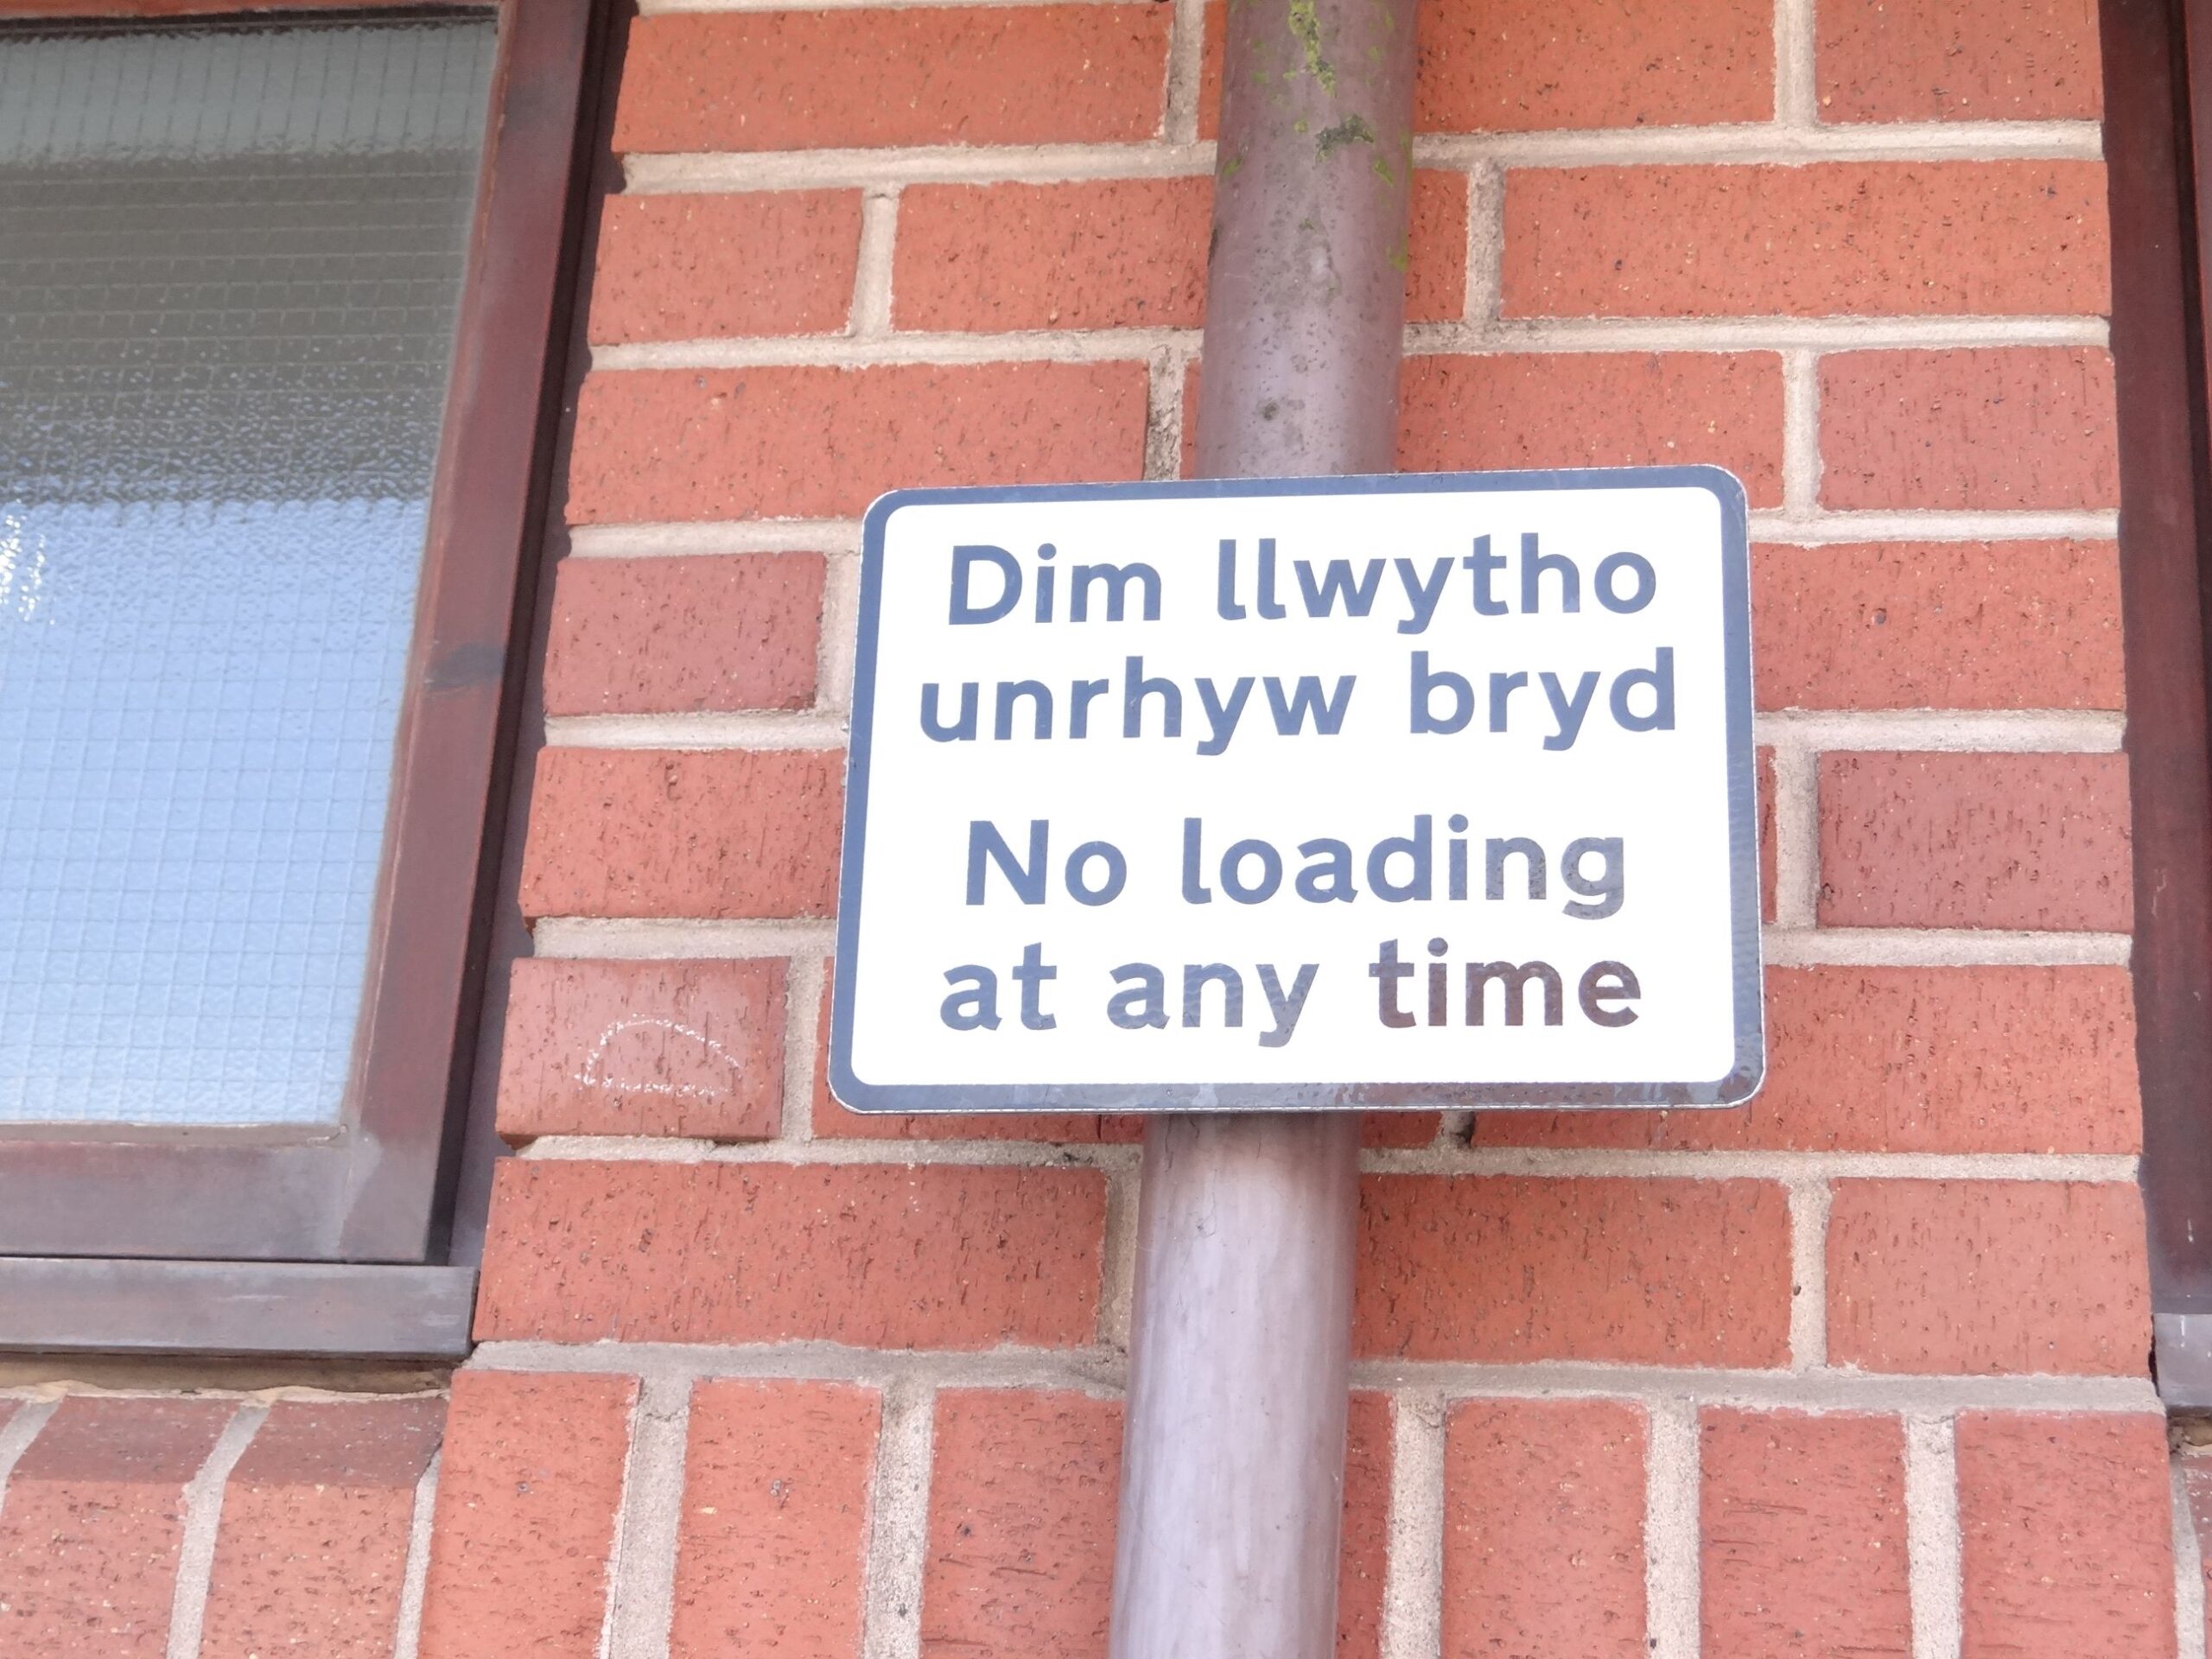 Dim llwytho
unrhyw bryd
No loading
at any time